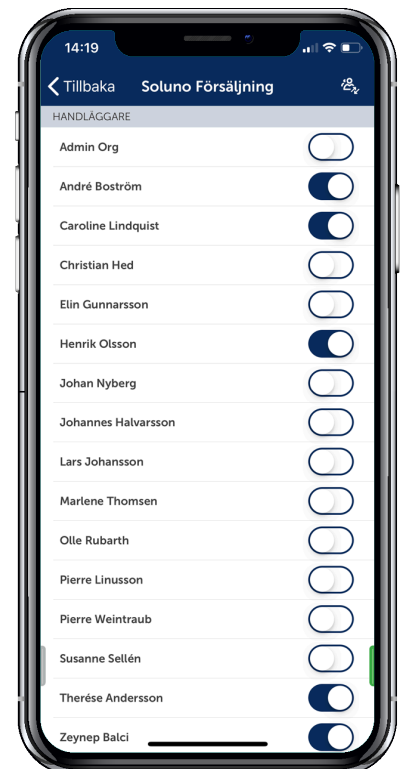 14:19
Tillbaka Soluno Försäljning
HANDLÄGGARE
Admin Org
André Boström
Caroline Lindquist
Christian Hed
Elin Gunnarsson
Henrik Olsson
Johan Nyberg
Johannes Halvarsson
Lars Johansson
Marlene Thomsen
Olle Rubarth
Pierre Linusson
Pierre Weintraub
Susanne Sellén
Therése Andersson
Zeynep Balci